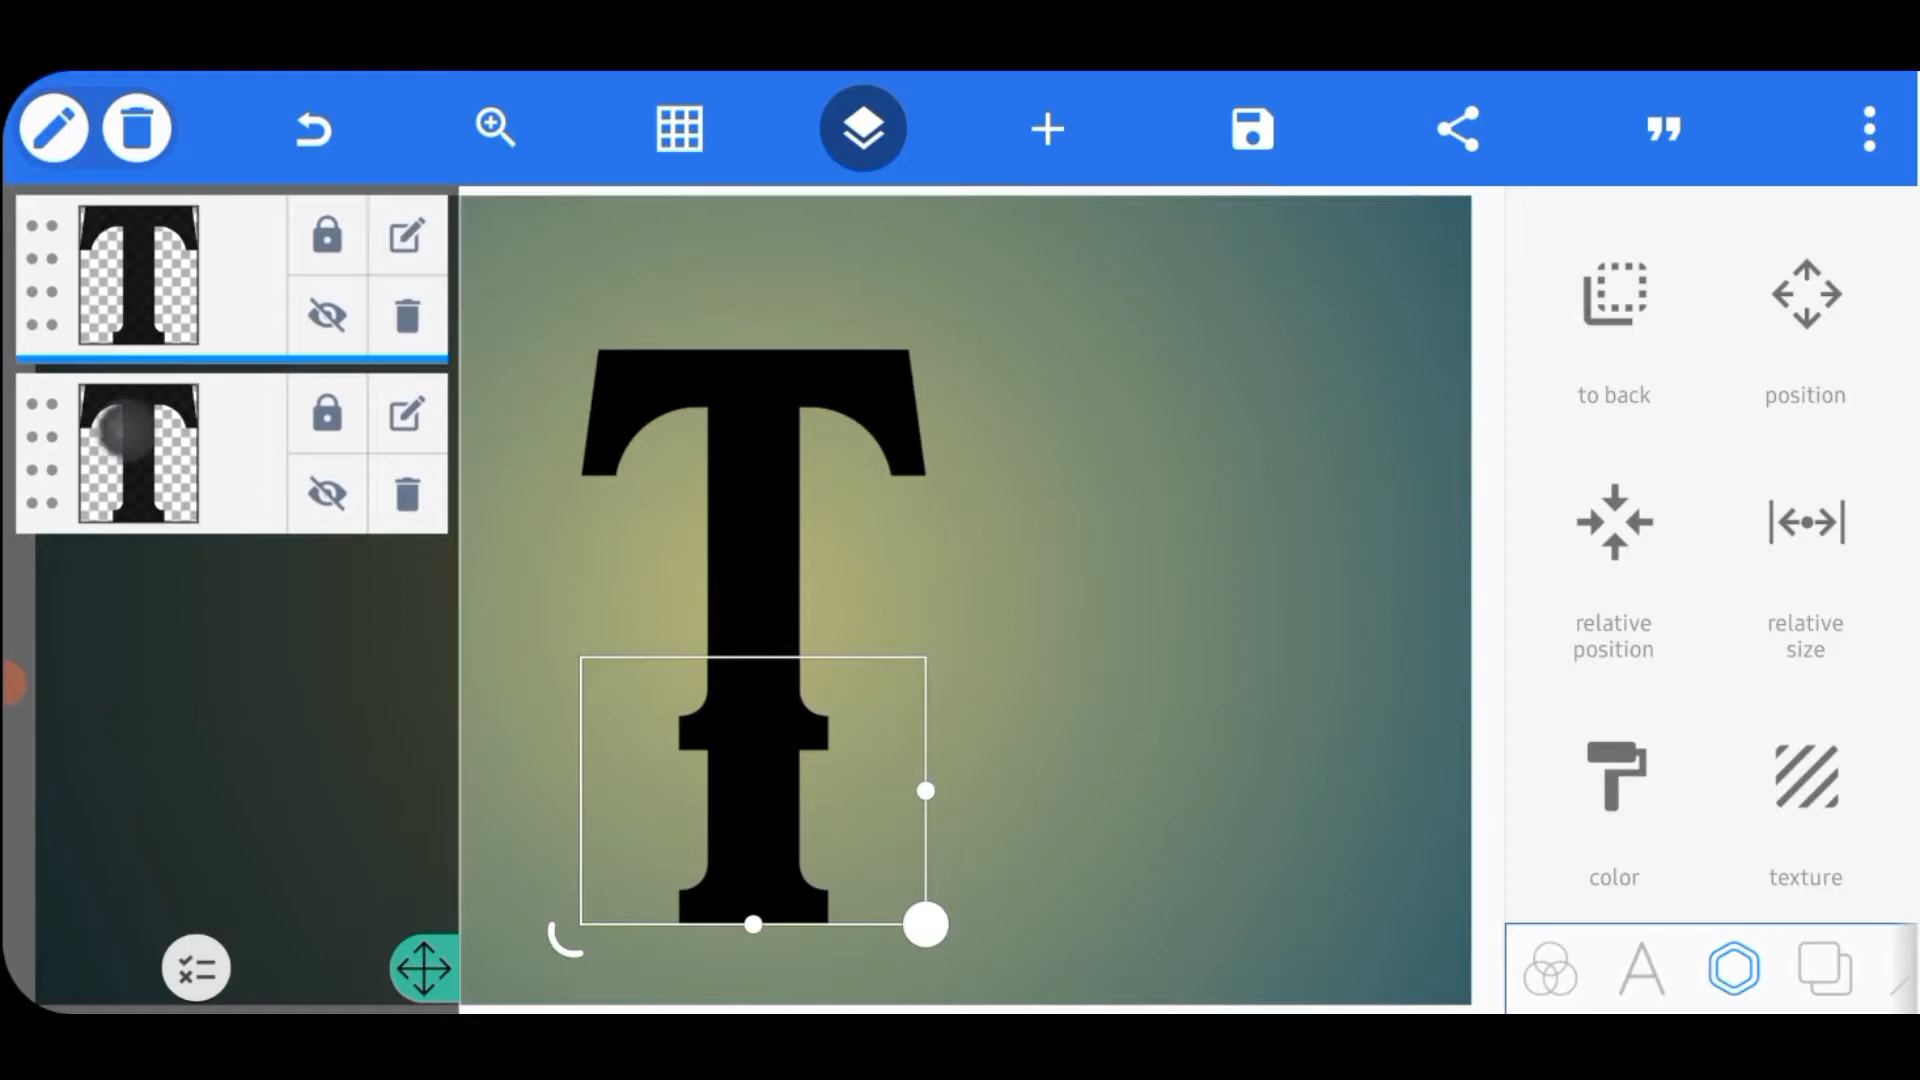 T
T
T
T
to back
position
relative
position
relative
size
color
texture
A